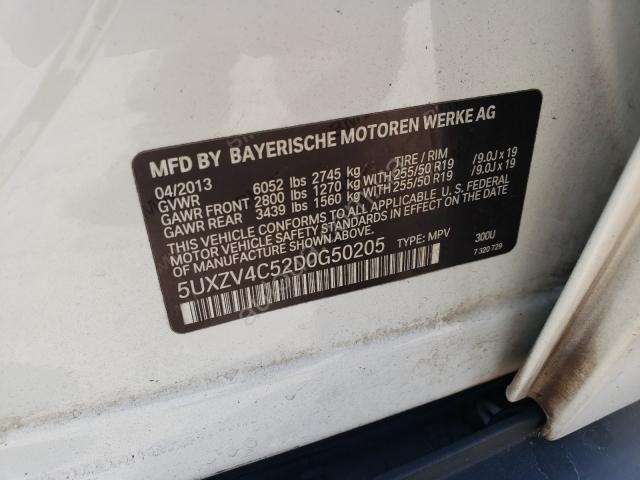 MFD BY BAYERISCHE MOTOREN WERKE AG
04/2013
GVWR 6052 lbs 2745 kg TIRE / RIM
GAWR FRONT 2800 lbs 1270 kg WITH 255/50 R19 /9.0J x 19
GAWR REAR 3439 lbs 1560 kg WITH 255/50 R19 /9.0J x 19
THIS VEHICLE CONFORMS TO ALL APPLICABLE U.S. FEDERAL
MOTOR VEHICLE SAFETY STANDARDS IN EFFECT ON THE DATE
OF MANUFACTURE SHOWN ABOVE.
5UXZV4C52D0G50205 TYPE: MPV 300U
7 320 729